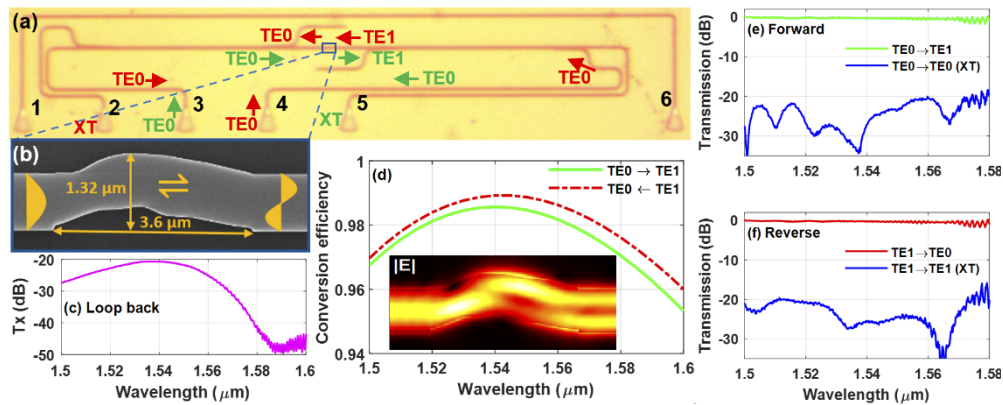 (a)
TE0
TE1
TE0
TE1
TE0
TE0
TE0
1
2
3
4
5
6
XT
TE0
TE0
XT
(b)
1.32 μm
3.6 μm
-20
-30
-40
-50
Tx (dB)
(c) Loop back
1.5
1.52
1.54
1.56
1.58
1.6
Wavelength (μm)
(d)
TE0 → TE1
TE0 ← TE1
0.98
0.96
0.94
Conversion efficiency
|E|
1.5
1.52
1.54
1.56
1.58
1.6
Wavelength (μm)
0
-10
-20
-30
Transmission (dB)
(e) Forward
TE0→TE1
TE0→TE0 (XT)
1.5
1.52
1.54
1.56
1.58
0
-10
-20
-30
Transmission (dB)
(f) Reverse
TE1→TE0
TE1→TE1 (XT)
1.5
1.52
1.54
1.56
1.58
Wavelength (μm)